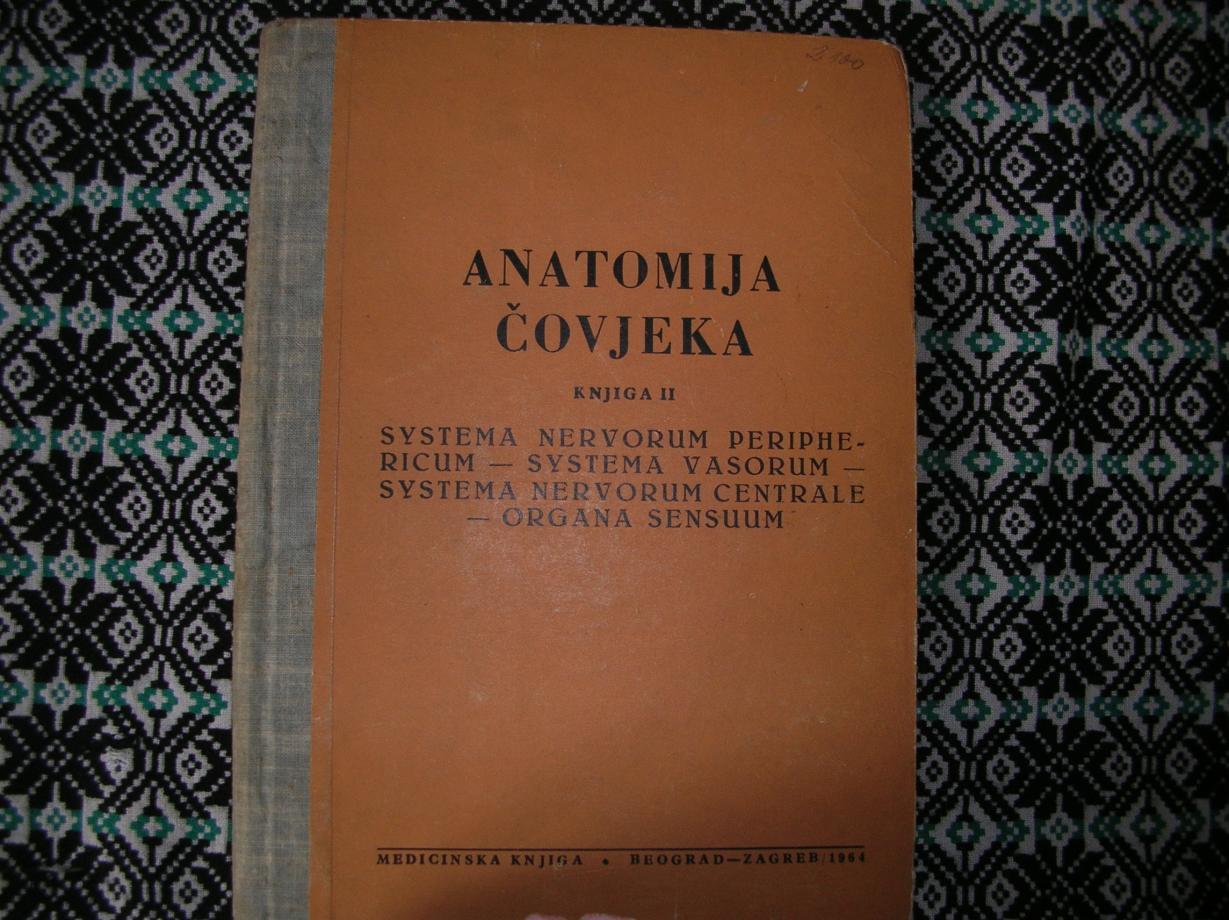 2100
ANATOMIJA
ČOVJEKA
KNJIGA II
SYSTEMA NERVORUM PERIPHE-
RICUM — SYSTEMA VASORUM —
SYSTEMA NERVORUM CENTRALE
— ORGANA SENSUUM
MEDICINSKA KNJIGA • BEOGRAD—ZAGREB/1964